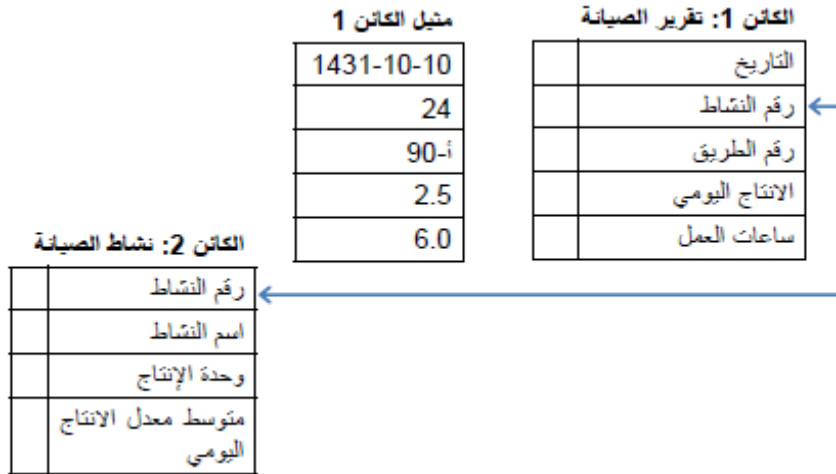 الكائن 1: تقرير الصيانة
التاريخ
رقم النشاط
رقم الطريق
الانتاج اليومي
ساعات العمل
مثيل الكائن 1
1431-10-10
24
أ-90
2.5
6.0
الكائن 2: نشاط الصيانة
رقم النشاط
اسم النشاط
وحدة الإنتاج
متوسط معدل الانتاج
اليومي